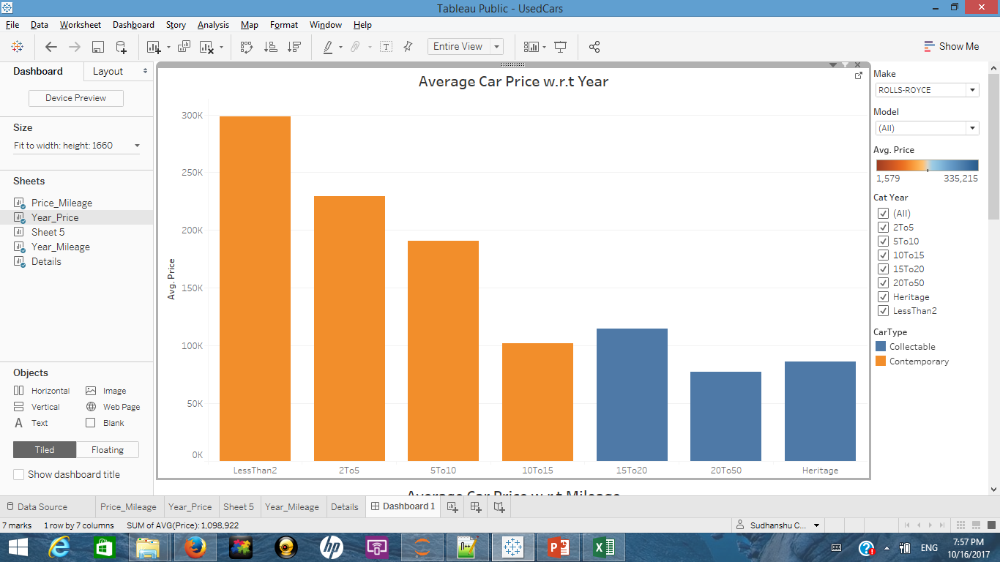 Tableau Public - UsedCars
File Data Worksheet Dashboard Story Analysis Map Format Window Help
Entire View
Show Me
Dashboard Layout
Device Preview
Size
Fit to width: height: 1660
Sheets
Price_Mileage
Year_Price
Sheet 5
Year_Mileage
Details
Objects
Horizontal Image
Vertical Web Page
A Text Blank
Tiled Floating
Show dashboard title
Average Car Price w.r.t Year
Avg. Price
300K
250K
200K
150K
100K
50K
0K
LessThan2 2To5 5To10 10To15 15To20 20To50 Heritage
Average Car Price w.r.t Mileage
Make
ROLLS-ROYCE
Model
(All)
Avg. Price
1,579 335,215
Cat Year
(All)
2To5
5To10
10To15
15To20
20To50
Heritage
LessThan2
CarType
Collectable
Contemporary
Data Source Price_Mileage Year_Price Sheet 5 Year_Mileage Details Dashboard 1
7 marks 1 row by 7 columns SUM of AVG(Price): 1,098,922 Sudhanshu C...
ENG
7:57 PM
10/16/2017